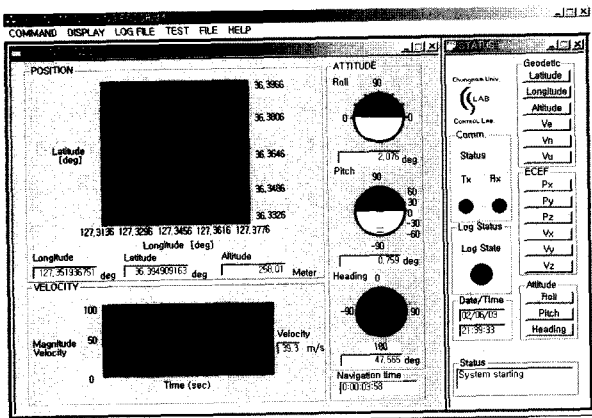 COMMAND DISPLAY LOG FILE TEST FILE HELP
POSITION
36,3966
36,3806
36,3646
36,3486
36,3326
Latitude
[deg]
127,3136 127,3296 127,3456 127,3616 127,3776
Longitude [deg]
Longitude Latitude Altitude
127,351936751 deg 36,394909163 deg 258,01 Meter
VELOCITY
100
50
0
Magnitude
Velocity
Time (sec)
Velocity
39,3 m/s
ATTITUDE
Roll 90
0 0
2,076 deg
Pitch 90
60
30
0
-30
-60
-90
0,759 deg
Heading 0
-90 90
180
47,565 deg
Navigation time
0:00:03:58
STATUS
Chungnam Univ.
LAB
CONTROL LAB.
Comm
Status
Tx Rx
Log Status
Log State
Date/Time
02/06/03
21:39:33
Geodetic
Latitude
Longitude
Altitude
Ve
Vn
Vu
ECEF
Px
Py
Pz
Vx
Vy
Vz
Attitude
Roll
Pitch
Heading
Status
System starting